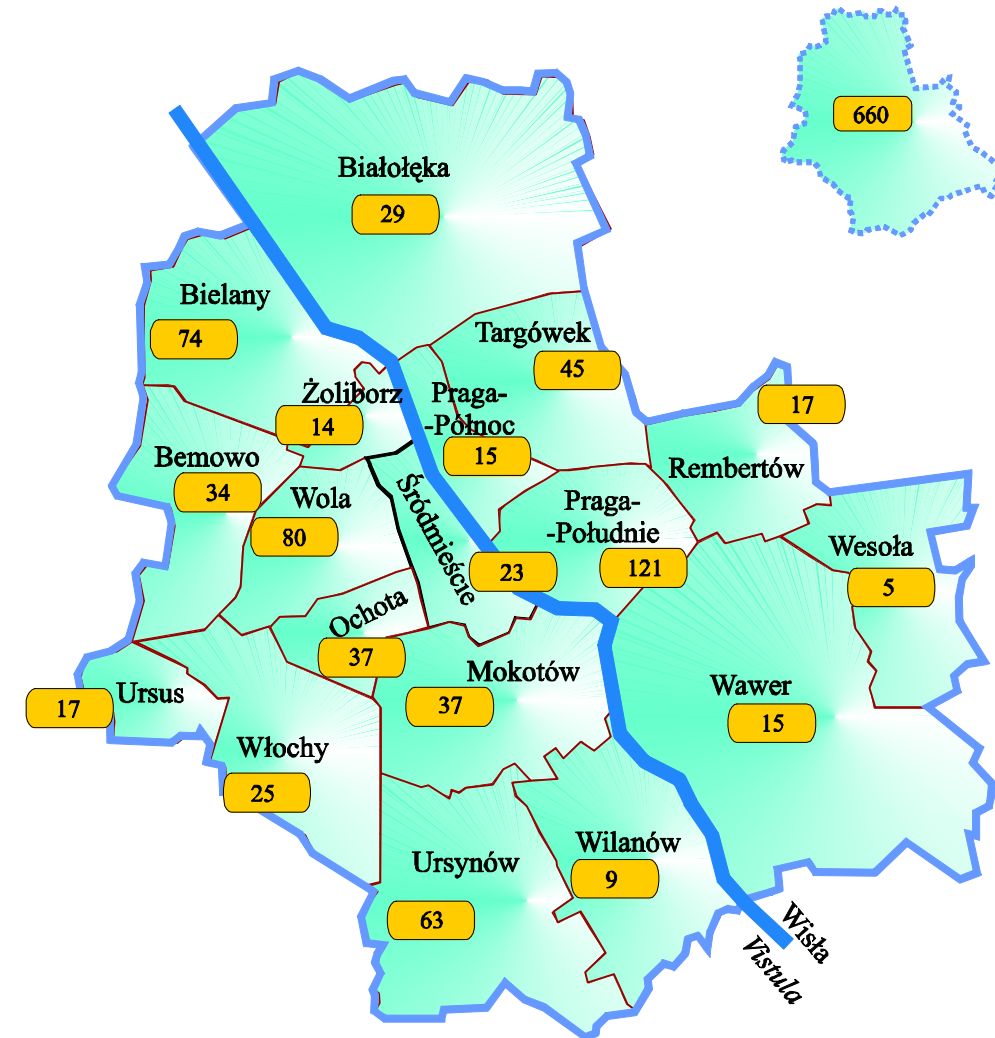 660
Białołęka
29
Bielany
74
Targówek
45
Żoliborz
14
Praga-
-Północ
15
17
Rembertów
Bemowo
34
Wola
80
Śródmieście
23
Praga-
-Południe
121
Wesoła
5
Ochota
37
Mokotów
37
Ursus
17
Wawer
15
Włochy
25
Ursynów
63
Wilanów
9
Wisła
Vistula